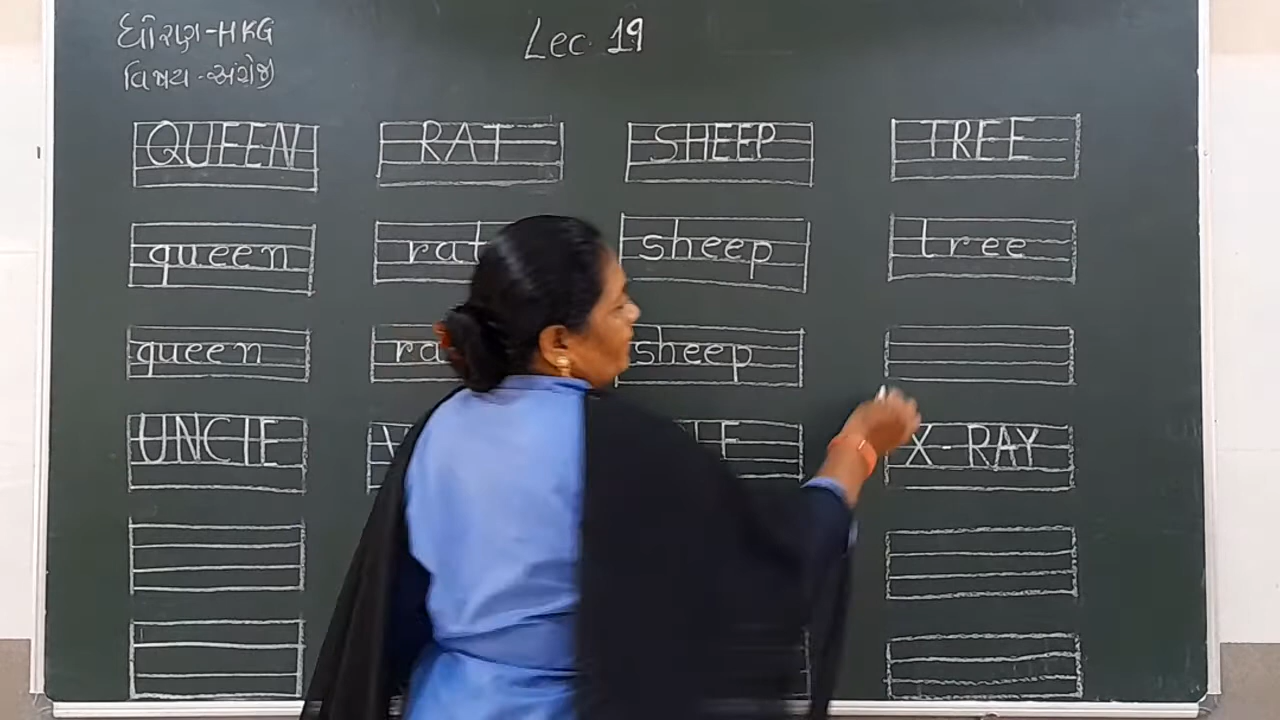 ધોરણ-HKG
વિષય-અંગ્રેજી
Lec. 19
QUEEN RAT SHEEP TREE
queen rat sheep tree
queen sheep
UNCLE X-RAY